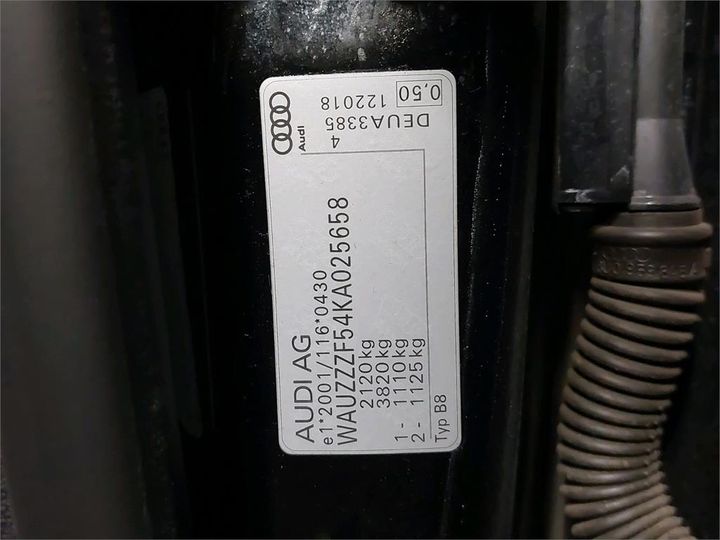 AUDI AG
e1*2001/116*0430
WAUZZZF54KA025658
2120kg
3820kg
1- 1110kg
2- 1125kg
Typ B8
Audi
4
DEUA3385
122018 0,50